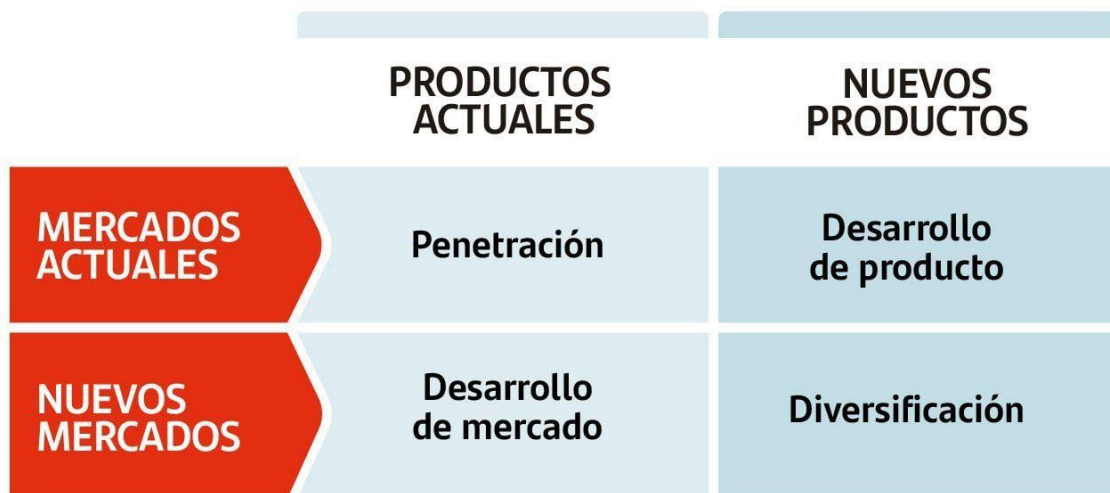 PRODUCTOS
ACTUALES
NUEVOS
PRODUCTOS
MERCADOS
ACTUALES
Penetración
Desarrollo
de producto
NUEVOS
MERCADOS
Desarrollo
de mercado
Diversificación